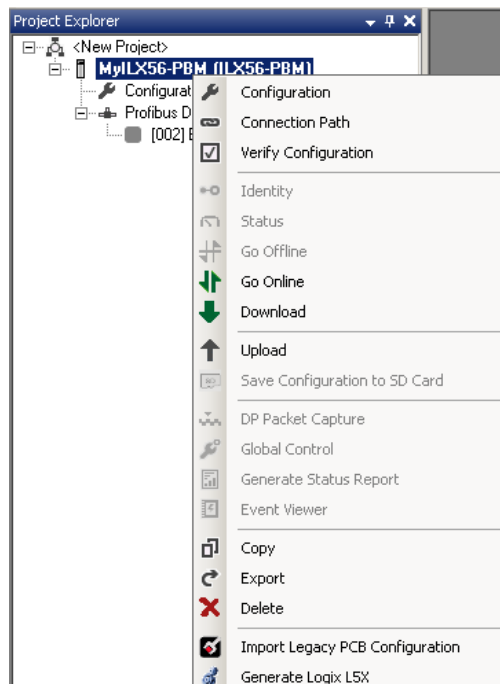 Project Explorer
<New Project>
MyILX56-PBM (ILX56-PBM)
Configurat
Profibus D
[002]
Configuration
Connection Path
Verify Configuration
Identity
Status
Go Offline
Go Online
Download
Upload
Save Configuration to SD Card
DP Packet Capture
Global Control
Generate Status Report
Event Viewer
Copy
Export
Delete
Import Legacy PCB Configuration
Generate Logix L5X